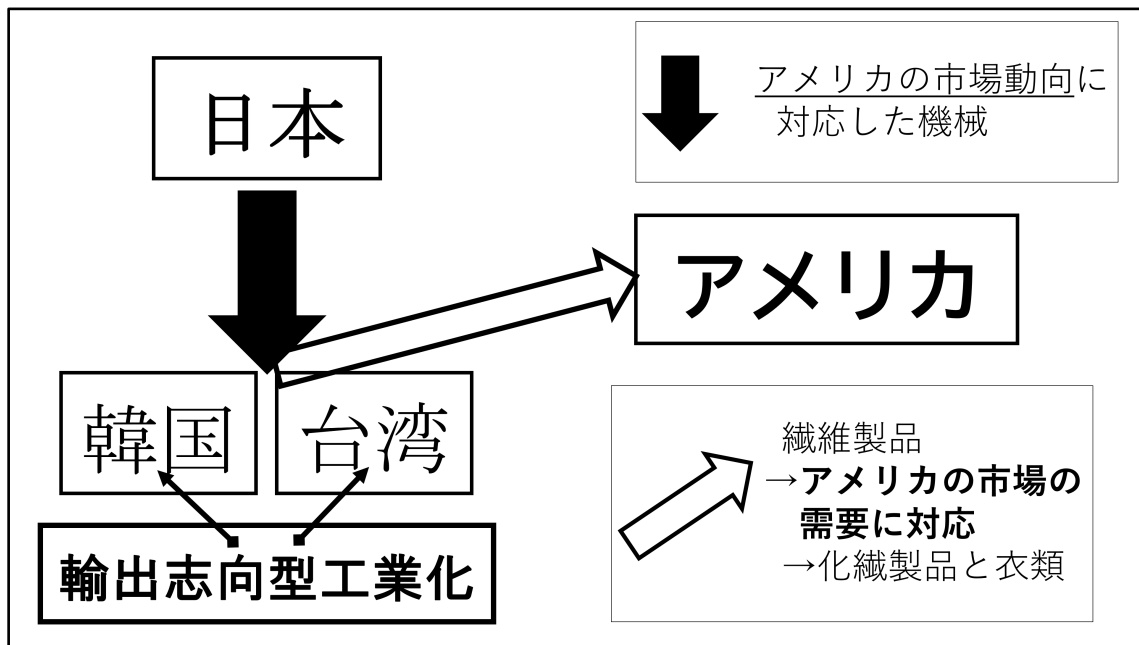 日本
アメリカの市場動向に
対応した機械
アメリカ
韓国
台湾
繊維製品
→アメリカの市場の
需要に対応
→化繊製品と衣類
輸出志向型工業化